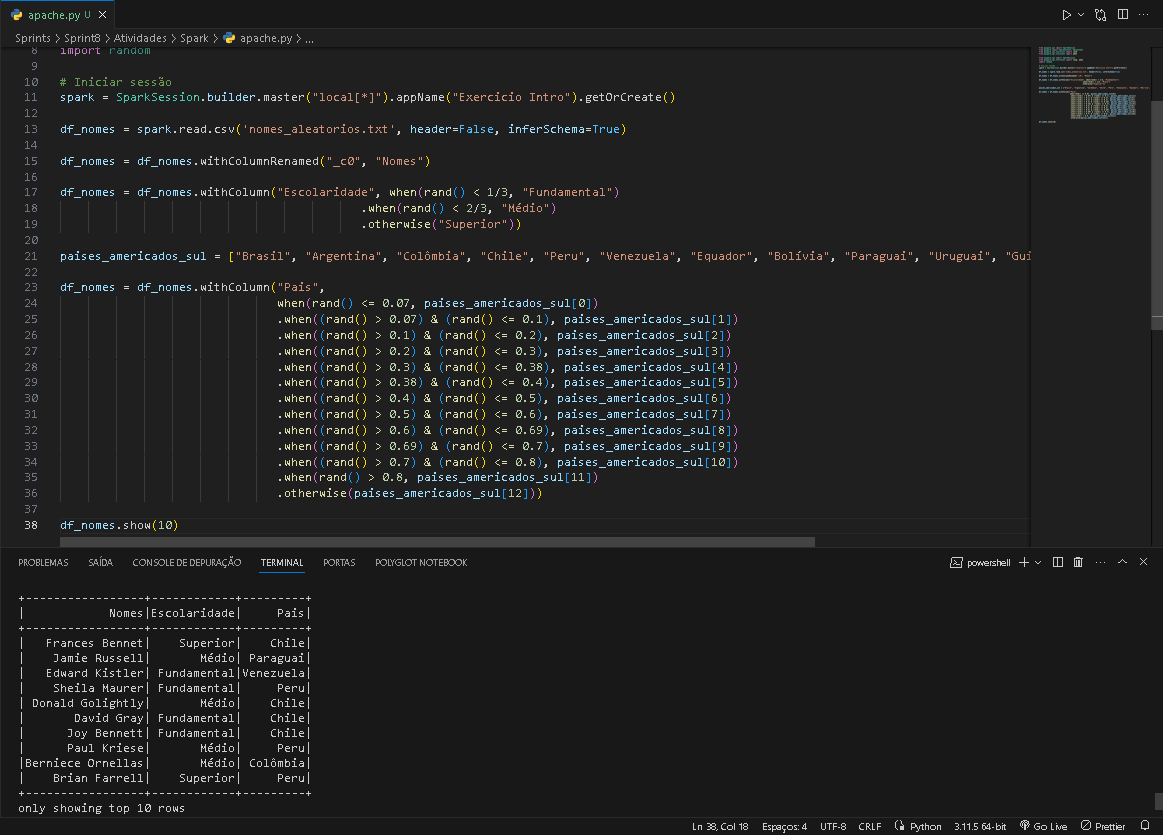 apache.py U
Sprints > Sprint8 > Atividades > Spark > apache.py > ...
8 import random
9
10 # Iniciar sessão
11 spark = SparkSession.builder.master("local[*]").appName("Exercicio Intro").getOrCreate()
12
13 df_nomes = spark.read.csv('nomes_aleatorios.txt', header=False, inferSchema=True)
14
15 df_nomes = df_nomes.withColumnRenamed("_c0", "Nomes")
16
17 df_nomes = df_nomes.withColumn("Escolaridade", when(rand() < 1/3, "Fundamental")
18 .when(rand() < 2/3, "Médio")
19 .otherwise("Superior"))
20
21 paises_americados_sul = ["Brasil", "Argentina", "Colômbia", "Chile", "Peru", "Venezuela", "Equador", "Bolívia", "Paraguai", "Uruguai", "Gui
22
23 df_nomes = df_nomes.withColumn("Pais",
24 when(rand() <= 0.07, paises_americados_sul[0])
25 .when((rand() > 0.07) & (rand() <= 0.1), paises_americados_sul[1])
26 .when((rand() > 0.1) & (rand() <= 0.2), paises_americados_sul[2])
27 .when((rand() > 0.2) & (rand() <= 0.3), paises_americados_sul[3])
28 .when((rand() > 0.3) & (rand() <= 0.38), paises_americados_sul[4])
29 .when((rand() > 0.38) & (rand() <= 0.4), paises_americados_sul[5])
30 .when((rand() > 0.4) & (rand() <= 0.5), paises_americados_sul[6])
31 .when((rand() > 0.5) & (rand() <= 0.6), paises_americados_sul[7])
32 .when((rand() > 0.6) & (rand() <= 0.69), paises_americados_sul[8])
33 .when((rand() > 0.69) & (rand() <= 0.7), paises_americados_sul[9])
34 .when((rand() > 0.7) & (rand() <= 0.8), paises_americados_sul[10])
35 .when(rand() > 0.8, paises_americados_sul[11])
36 .otherwise(paises_americados_sul[12]))
37
38 df_nomes.show(10)
PROBLEMAS SAÍDA CONSOLE DE DEPURAÇÃO TERMINAL PORTAS POLYGLOT NOTEBOOK powershell
+-----------------+------------+---------+
|            Nomes|Escolaridade|     Pais|
+-----------------+------------+---------+
|   Frances Bennet|    Superior|    Chile|
|    Jamie Russell|       Médio| Paraguai|
|   Edward Kistler| Fundamental|Venezuela|
|    Sheila Maurer| Fundamental|     Peru|
| Donald Golightly|       Médio|    Chile|
|       David Gray| Fundamental|    Chile|
|      Joy Bennett| Fundamental|    Chile|
|      Paul Kriese|       Médio|     Peru|
|Berniece Ornellas|       Médio| Colômbia|
|    Brian Farrell|    Superior|     Peru|
+-----------------+------------+---------+
only showing top 10 rows
Ln 38, Col 18 Espaços: 4 UTF-8 CRLF Python 3.11.5 64-bit Go Live Prettier